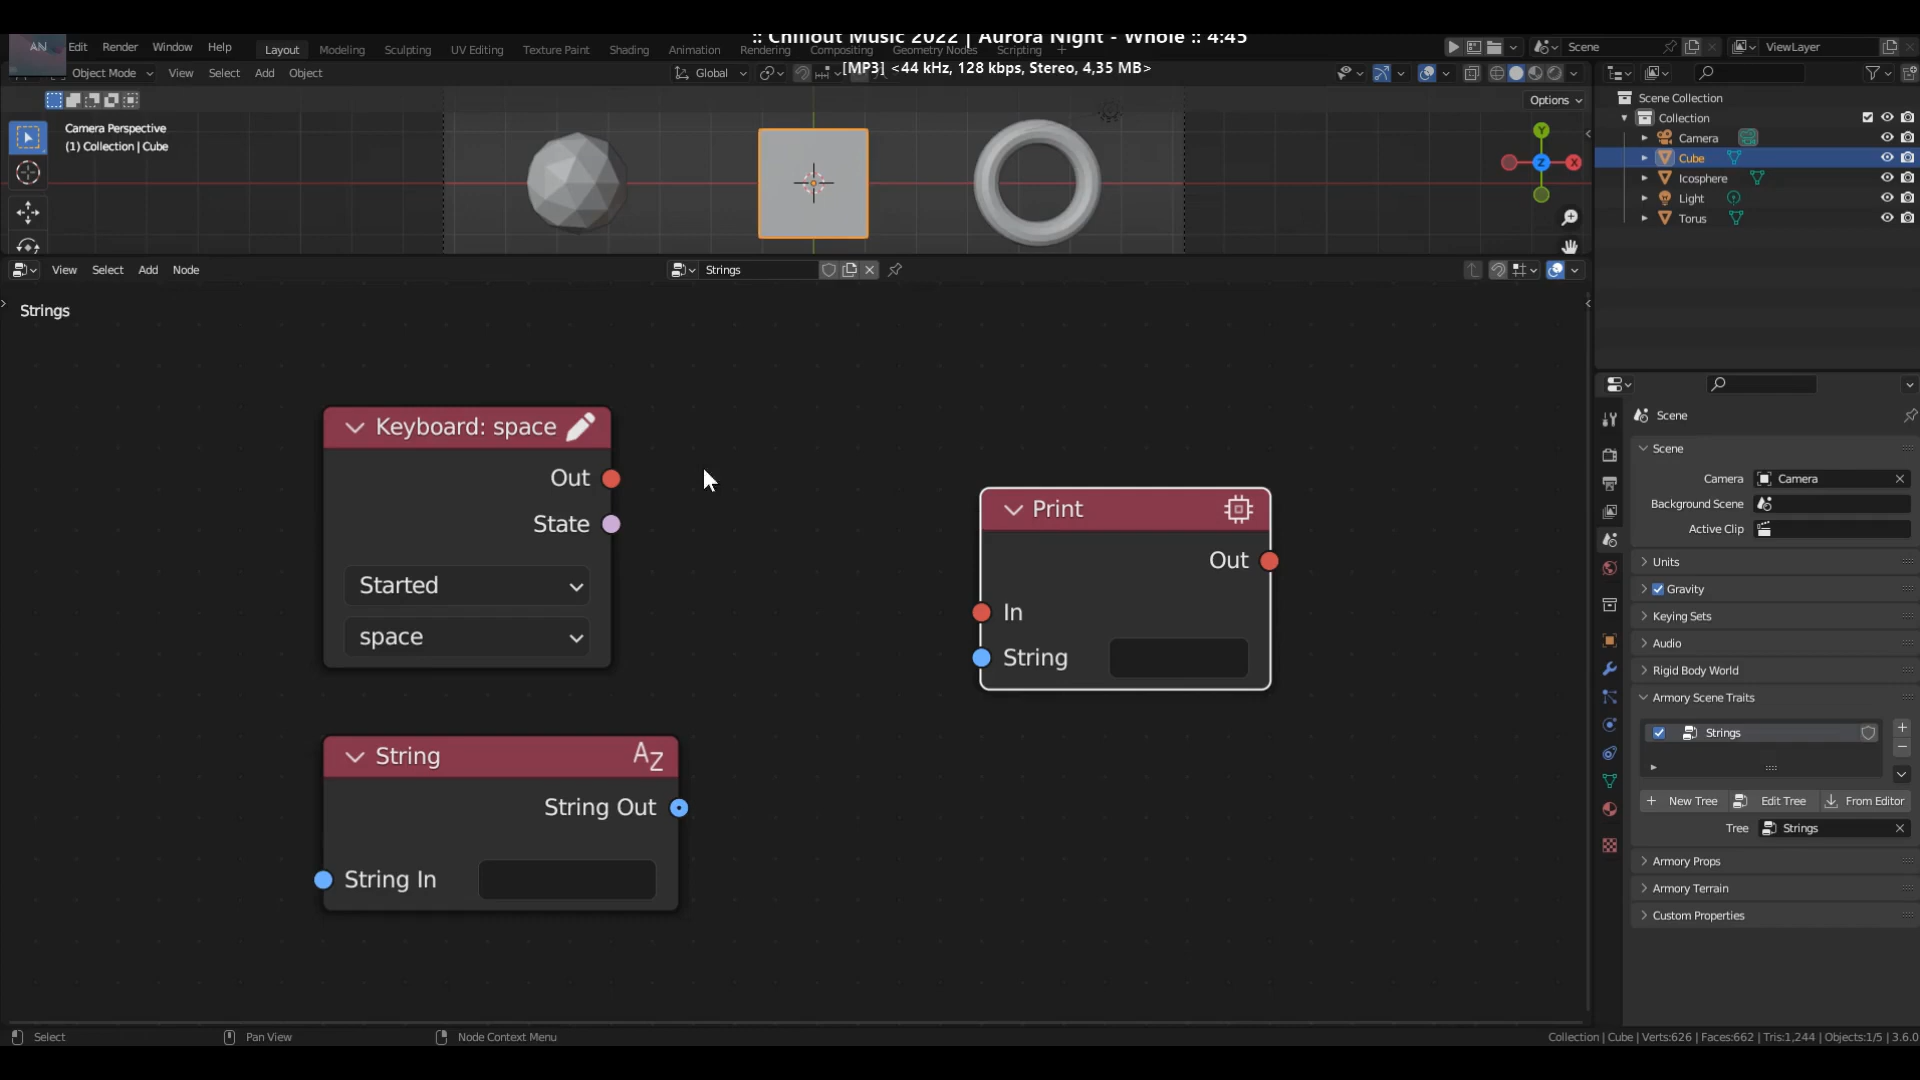 :: Chillout Music 2022 | Aurora Night - Whole :: 4:45
[MP3] <44 kHz, 128 kbps, Stereo, 4,35 MB>
AN
Edit Render Window Help
Layout Modeling Sculpting UV Editing Texture Paint Shading Animation Rendering Compositing Geometry Nodes Scripting +
Scene
ViewLayer
Object Mode View Select Add Object
Global
Options
Camera Perspective
(1) Collection | Cube
Y
X
Z
Scene Collection
Collection
Camera
Cube
Icosphere
Light
Torus
View Select Add Node
Strings
Strings
Keyboard: space
Out
State
Started
space
String
AZ
String Out
String In
Print
Out
In
String
Scene
Scene
Camera Camera
Background Scene
Active Clip
Units
Gravity
Keying Sets
Audio
Rigid Body World
Armory Scene Traits
Strings
+ New Tree Edit Tree From Editor
Tree Strings
Armory Props
Armory Terrain
Custom Properties
Select Pan View Node Context Menu
Collection | Cube | Verts:626 | Faces:662 | Tris:1,244 | Objects:1/5 | 3.6.0